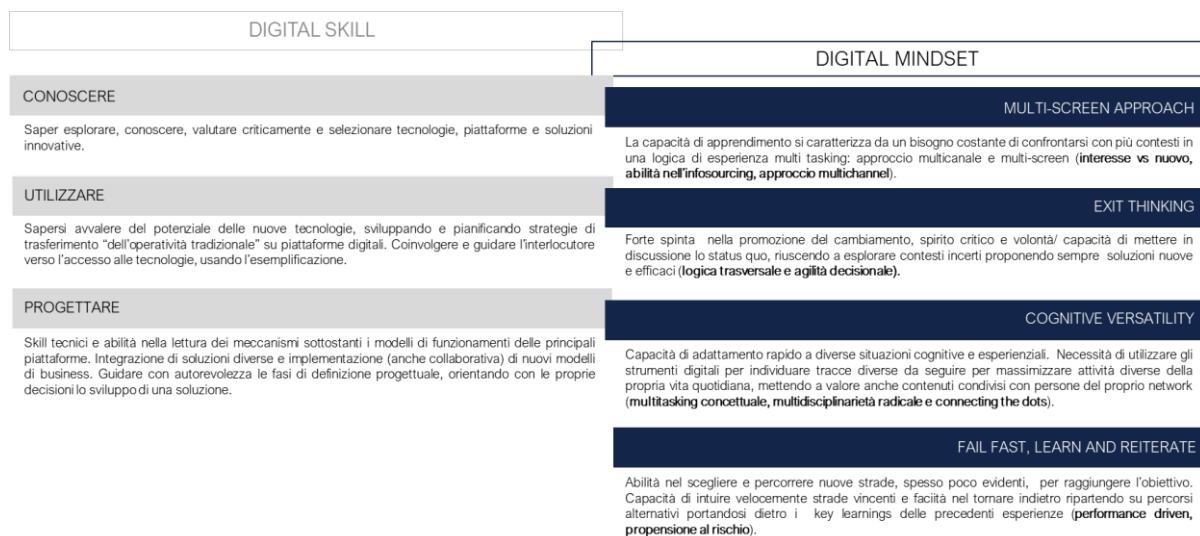 DIGITAL SKILL
CONOSCERE
Saper esplorare, conoscere, valutare criticamente e selezionare tecnologie, piattaforme e soluzioni
innovative.
UTILIZZARE
Sapersi avvalere del potenziale delle nuove tecnologie, sviluppando e pianificando strategie di
trasferimento “dell’operatività tradizionale” su piattaforme digitali. Coinvolgere e guidare l’interlocutore
verso l’accesso alle tecnologie, usando l’esemplificazione.
PROGETTARE
Skill tecnici e abilità nella lettura dei meccanismi sottostanti i modelli di funzionamenti delle principali
piattaforme. Integrazione di soluzioni diverse e implementazione (anche collaborativa) di nuovi modelli
di business. Guidare con autorevolezza le fasi di definizione progettuale, orientando con le proprie
decisioni lo sviluppo di una soluzione.
DIGITAL MINDSET
MULTI-SCREEN APPROACH
La capacità di apprendimento si caratterizza da un bisogno costante di confrontarsi con più contesti in
una logica di esperienza multi tasking: approccio multicanale e multi-screen (interesse vs nuovo,
abilità nell’infosourcing, approccio multichannel).
EXIT THINKING
Forte spinta nella promozione del cambiamento, spirito critico e volontà/ capacità di mettere in
discussione lo status quo, riuscendo a esplorare contesti incerti proponendo sempre soluzioni nuove
e efficaci (logica trasversale e agilità decisionale).
COGNITIVE VERSATILITY
Capacità di adattamento rapido a diverse situazioni cognitive e esperienziali. Necessità di utilizzare gli
strumenti digitali per individuare tracce diverse da seguire per massimizzare attività diverse della
propria vita quotidiana, mettendo a valore anche contenuti condivisi con persone del proprio network
(multitasking concettuale, multidisciplinarietà radicale e connecting the dots).
FAIL FAST, LEARN AND REITERATE
Abilità nel scegliere e percorrere nuove strade, spesso poco evidenti, per raggiungere l’obiettivo.
Capacità di intuire velocemente strade vincenti e faciità nel tornare indietro ripartendo su percorsi
alternativi portandosi dietro i key learnings delle precedenti esperienze (performance driven,
propensione al rischio).